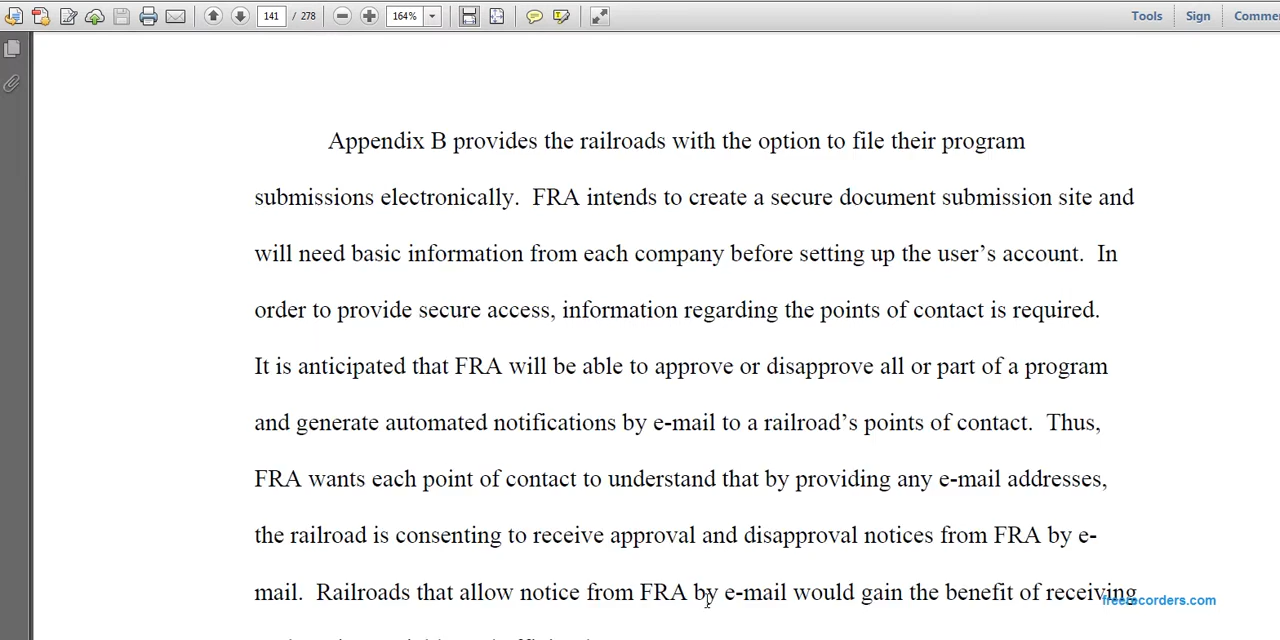 141 / 278 164% Tools Sign Comme
Appendix B provides the railroads with the option to file their program
submissions electronically.  FRA intends to create a secure document submission site and
will need basic information from each company before setting up the user’s account.  In
order to provide secure access, information regarding the points of contact is required.
It is anticipated that FRA will be able to approve or disapprove all or part of a program
and generate automated notifications by e-mail to a railroad’s points of contact.  Thus,
FRA wants each point of contact to understand that by providing any e-mail addresses,
the railroad is consenting to receive approval and disapproval notices from FRA by e-
mail.  Railroads that allow notice from FRA by e-mail would gain the benefit of receiving
freerecorders.com